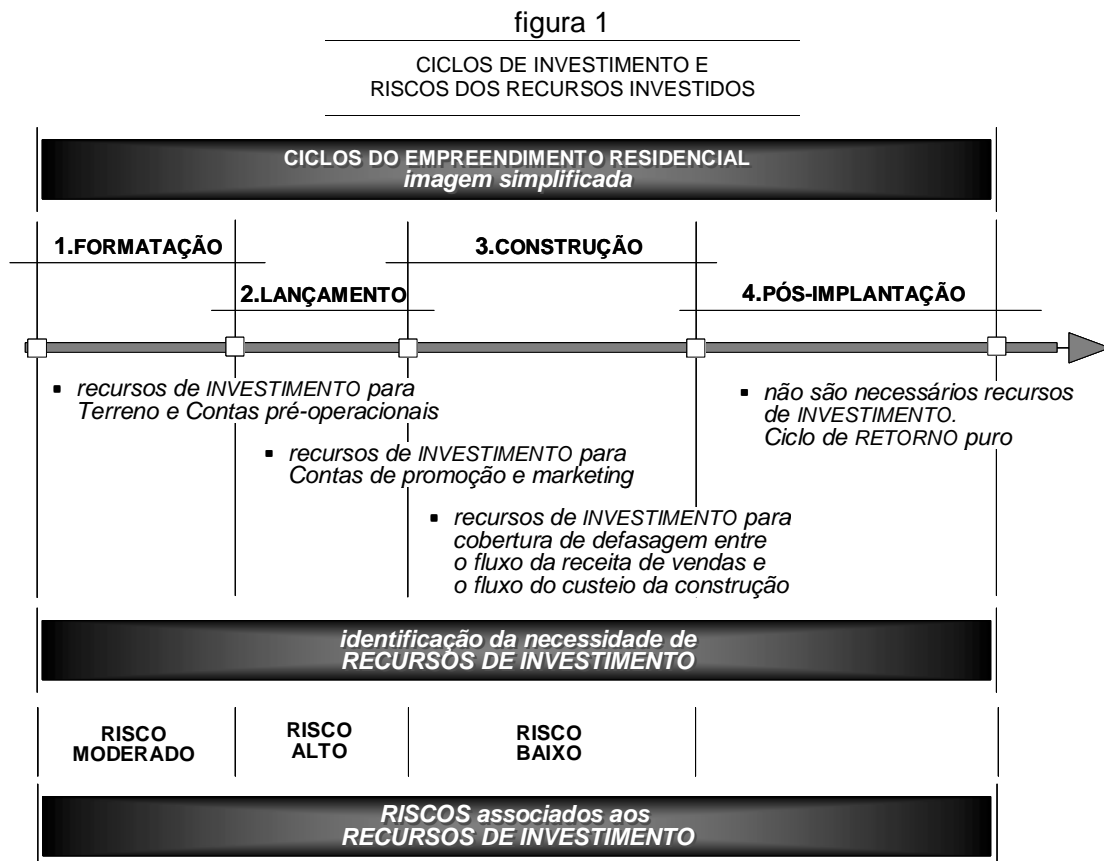 figura 1
CICLOS DE INVESTIMENTO E
RISCOS DOS RECURSOS INVESTIDOS
CICLOS DO EMPREENDIMENTO RESIDENCIAL
imagem simplificada
1.FORMATAÇÃO
3.CONSTRUÇÃO
2.LANÇAMENTO
4.PÓS-IMPLANTAÇÃO
▪ recursos de INVESTIMENTO para
Terreno e Contas pré-operacionais
▪ recursos de INVESTIMENTO para
Contas de promoção e marketing
▪ recursos de INVESTIMENTO para
cobertura de defasagem entre
o fluxo da receita de vendas e
o fluxo do custeio da construção
▪ não são necessários recursos
de INVESTIMENTO.
Ciclo de RETORNO puro
identificação da necessidade de
RECURSOS DE INVESTIMENTO
RISCO
MODERADO
RISCO
ALTO
RISCO
BAIXO
RISCOS associados aos
RECURSOS DE INVESTIMENTO